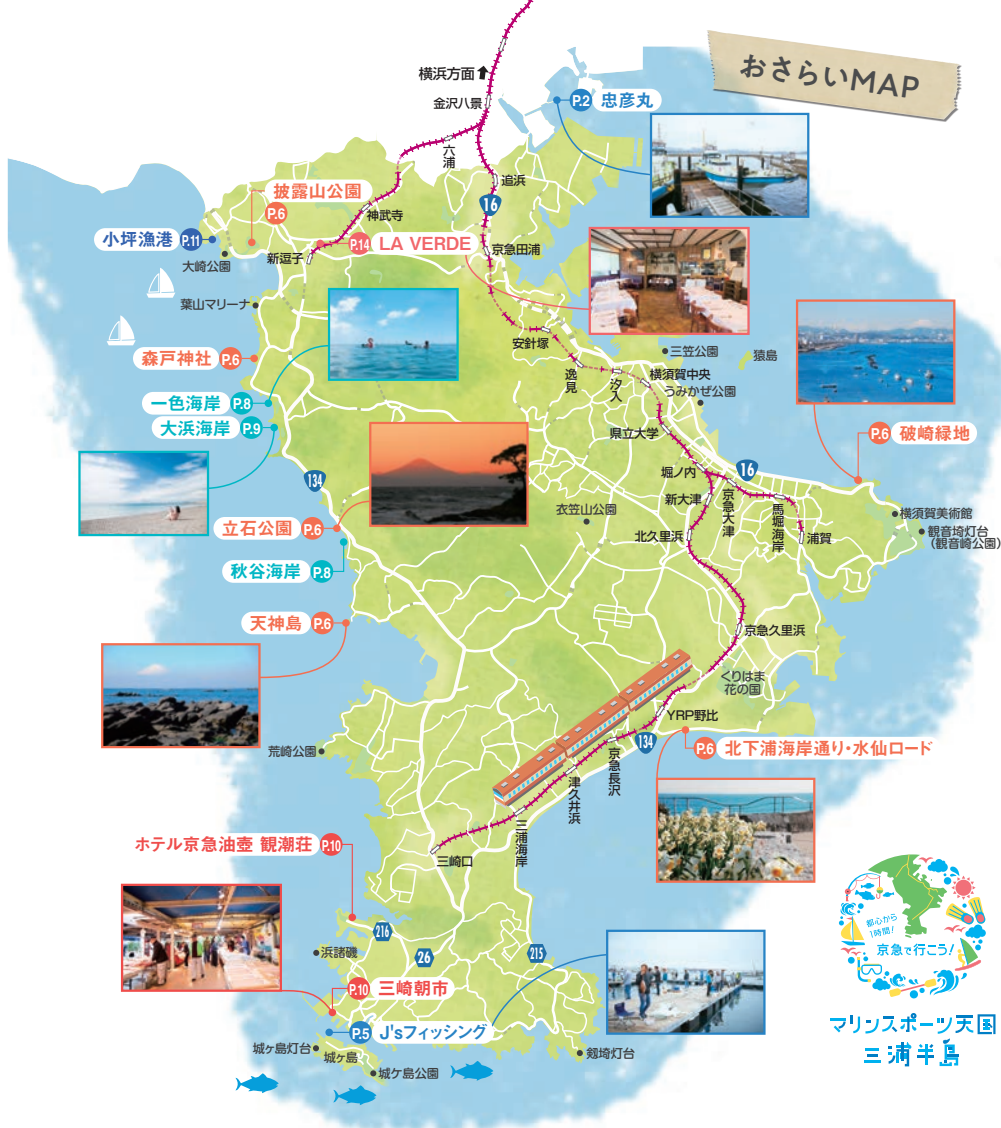 おさらいMAP
横浜方面
金沢八景
P.2 忠彦丸
六浦
追浜
16
披露山公園
P.6
神武寺
小坪漁港 P.11
P.14 LA VERDE
京急田浦
大崎公園
新逗子
葉山マリーナ
安針塚
三笠公園
猿島
森戸神社 P.6
逸見
汐入
横須賀中央
うみかぜ公園
一色海岸 P.8
大浜海岸 P.9
県立大学
P.6 破崎緑地
134
堀ノ内
16
新大津
京急大津
馬堀海岸
浦賀
衣笠山公園
横須賀美術館
観音埼灯台
(観音崎公園)
立石公園 P.6
北久里浜
秋谷海岸 P.8
天神島 P.6
京急久里浜
くりはま
花の国
YRP野比
134
P.6 北下浦海岸通り・水仙ロード
荒崎公園
京急長沢
津久井浜
三浦海岸
ホテル京急油壺 観潮荘 P.10
三崎口
216
26
215
浜諸磯
P.10 三崎朝市
P.5 J'sフィッシング
城ヶ島灯台
城ヶ島
城ケ島公園
剱埼灯台
都心から
1時間!
京急で行こう!
マリンスポーツ天国
三浦半島